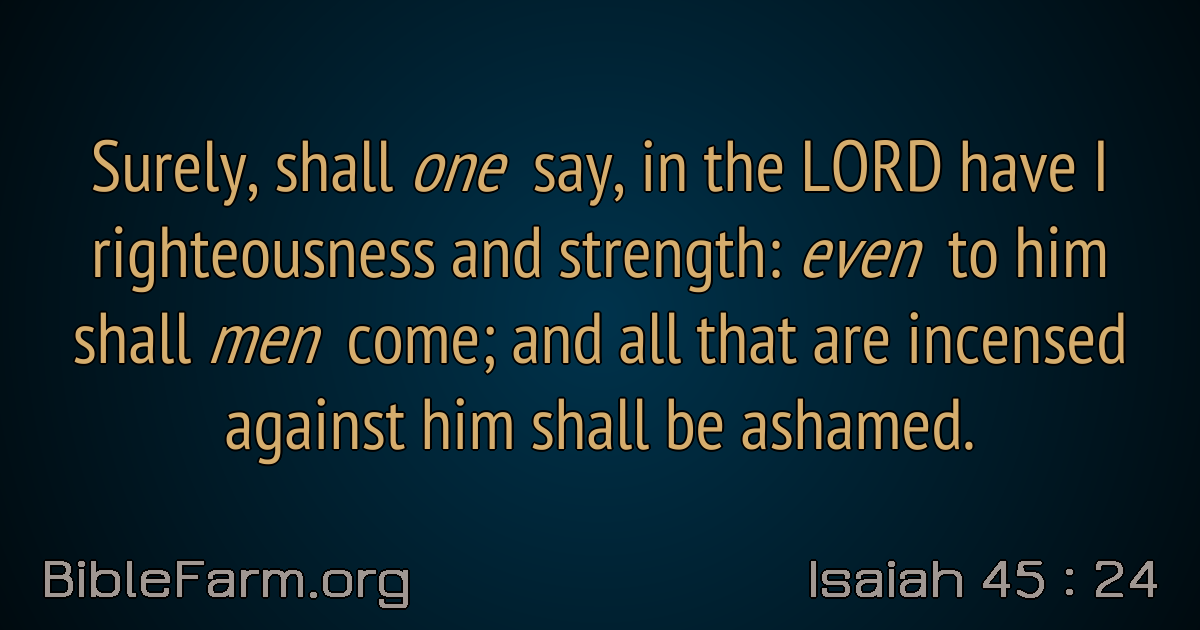 Surely, shall one say, in the LORD have I
righteousness and strength: even to him
shall men come; and all that are incensed
against him shall be ashamed.
BibleFarm.org
Isaiah 45 : 24